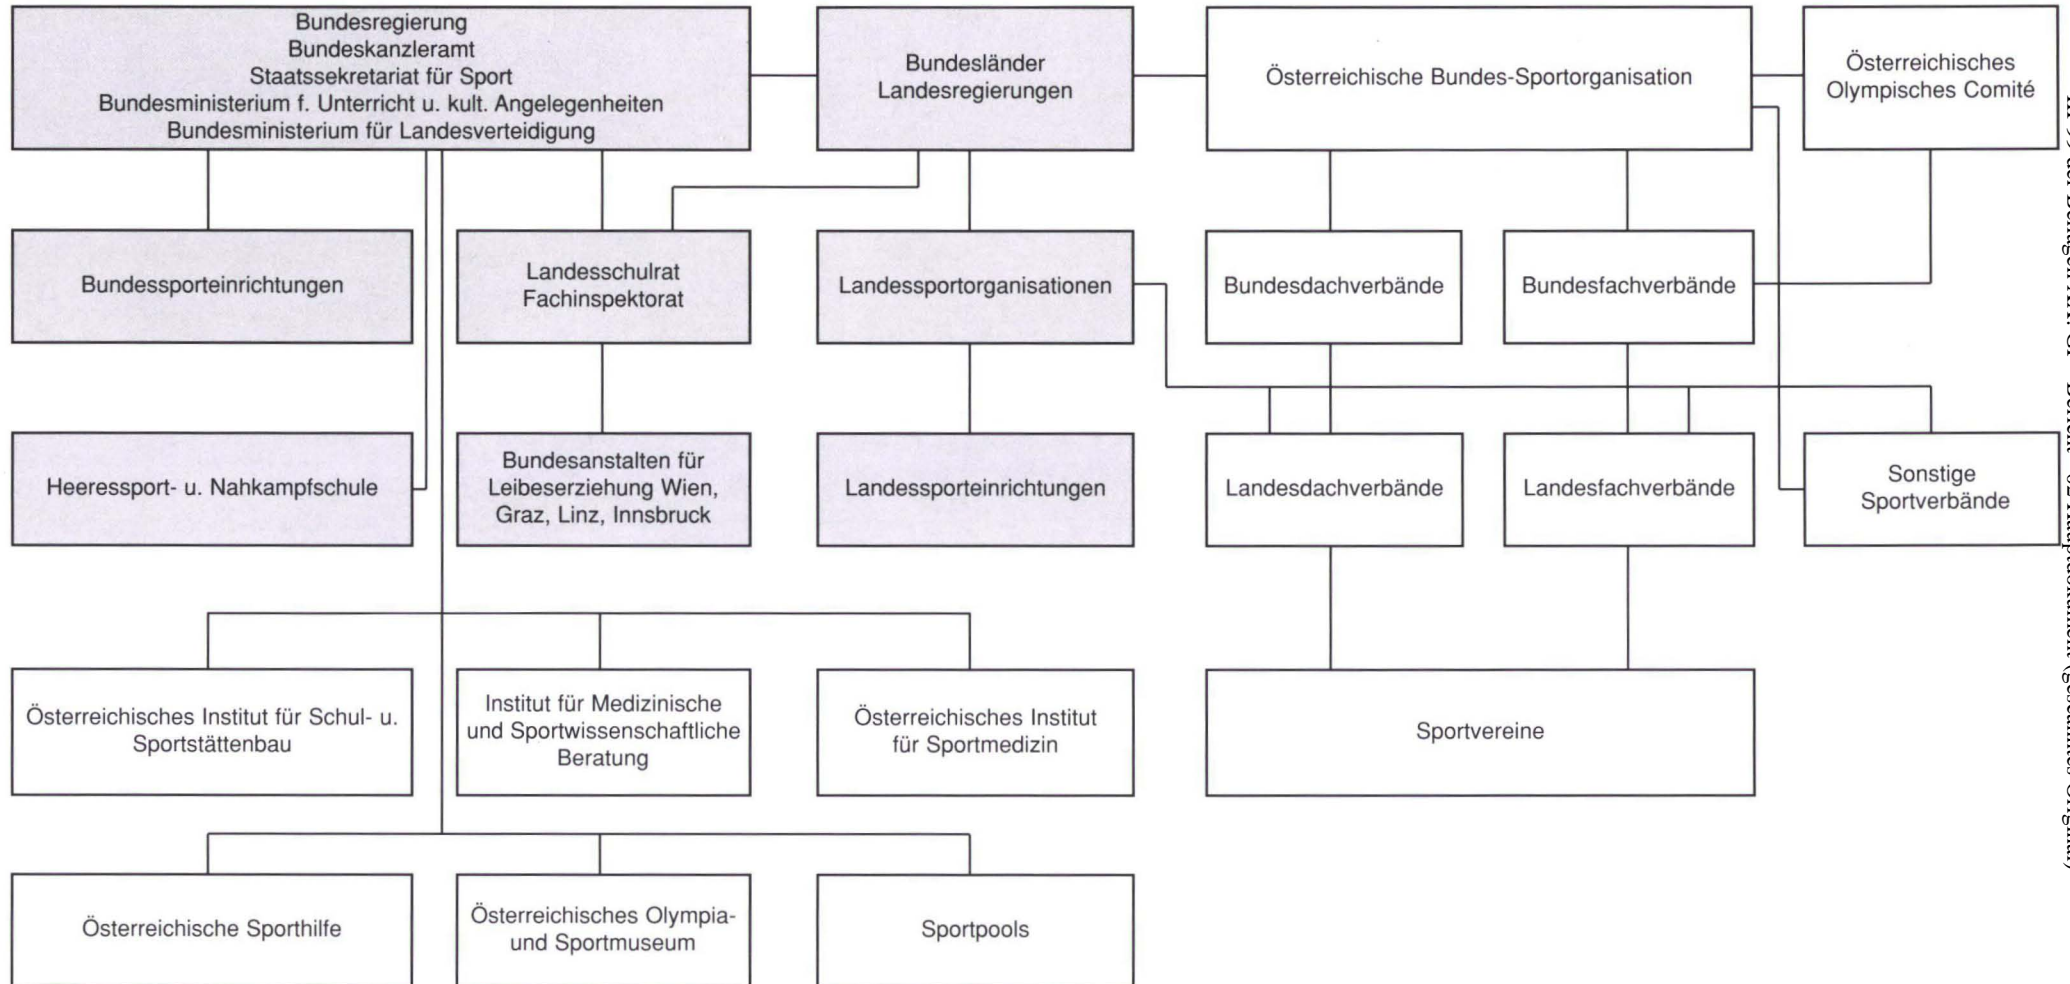 Bundesregierung
Bundeskanzleramt
Staatssekretariat für Sport
Bundesministerium f. Unterricht u. kult. Angelegenheiten
Bundesministerium für Landesverteidigung
Bundesländer
Landesregierungen
Österreichische Bundes-Sportorganisation
Österreichisches
Olympisches Comité
Bundessporteinrichtungen
Landesschulrat
Fachinspektorat
Landessportorganisationen
Bundesdachverbände
Bundesfachverbände
Heeressport- u. Nahkampfschule
Bundesanstalten für
Leibeserziehung Wien,
Graz, Linz, Innsbruck
Landessporteinrichtungen
Landesdachverbände
Landesfachverbände
Sonstige
Sportverbände
Österreichisches Institut für Schul- u.
Sportstättenbau
Institut für Medizinische
und Sportwissenschaftliche
Beratung
Österreichisches Institut
für Sportmedizin
Sportvereine
Österreichische Sporthilfe
Österreichisches Olympia-
und Sportmuseum
Sportpools